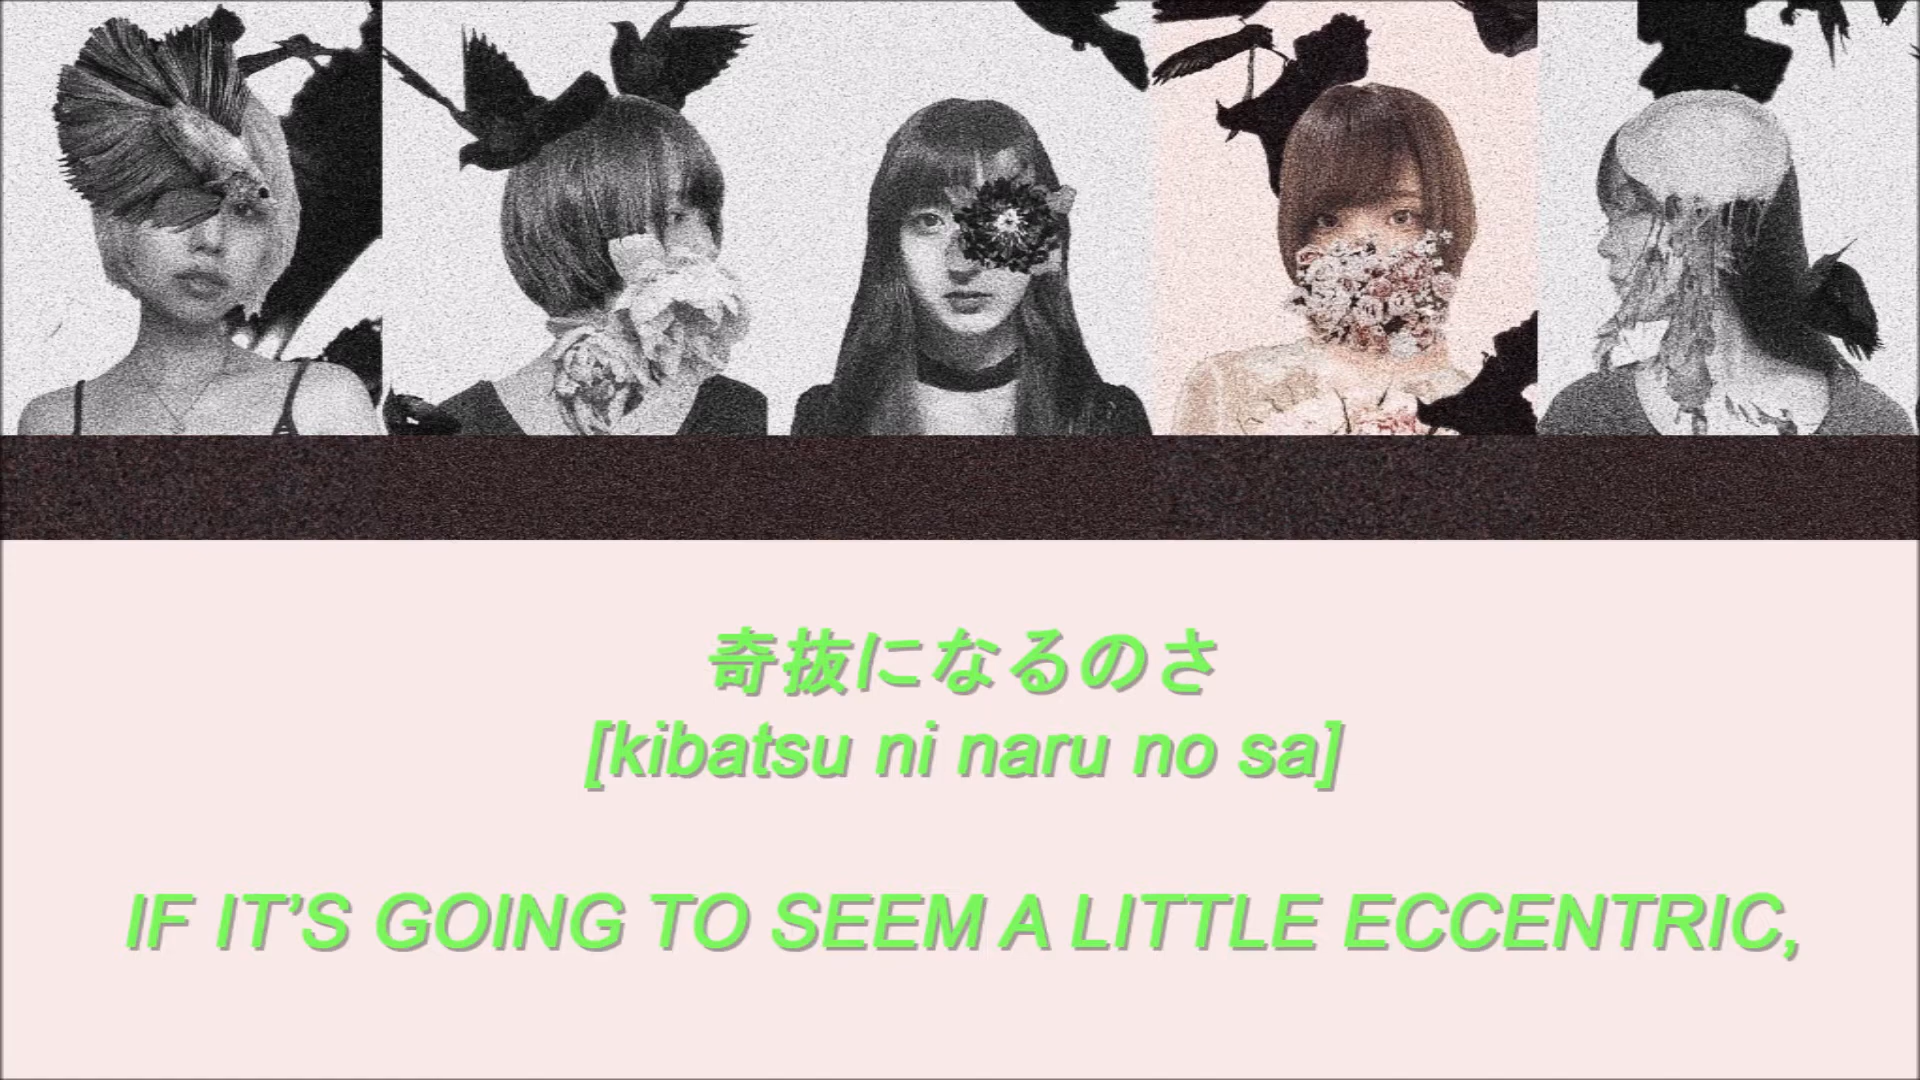 奇抜になるのさ
[kibatsu ni naru no sa]
IF IT'S GOING TO SEEM A LITTLE ECCENTRIC,